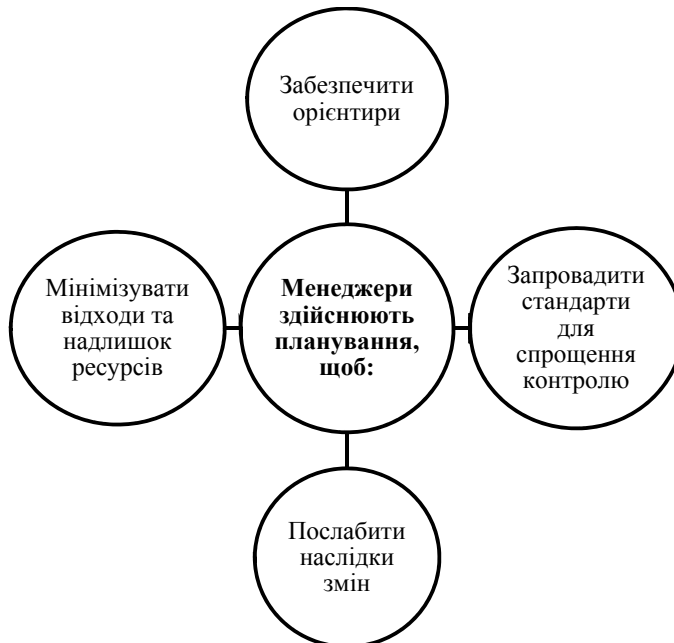 Забезпечити
орієнтири
Мінімізувати
відходи та
надлишок
ресурсів
Менеджери
здійснюють
планування,
щоб:
Запровадити
стандарти
для
спрощення
контролю
Послабити
наслідки
змін